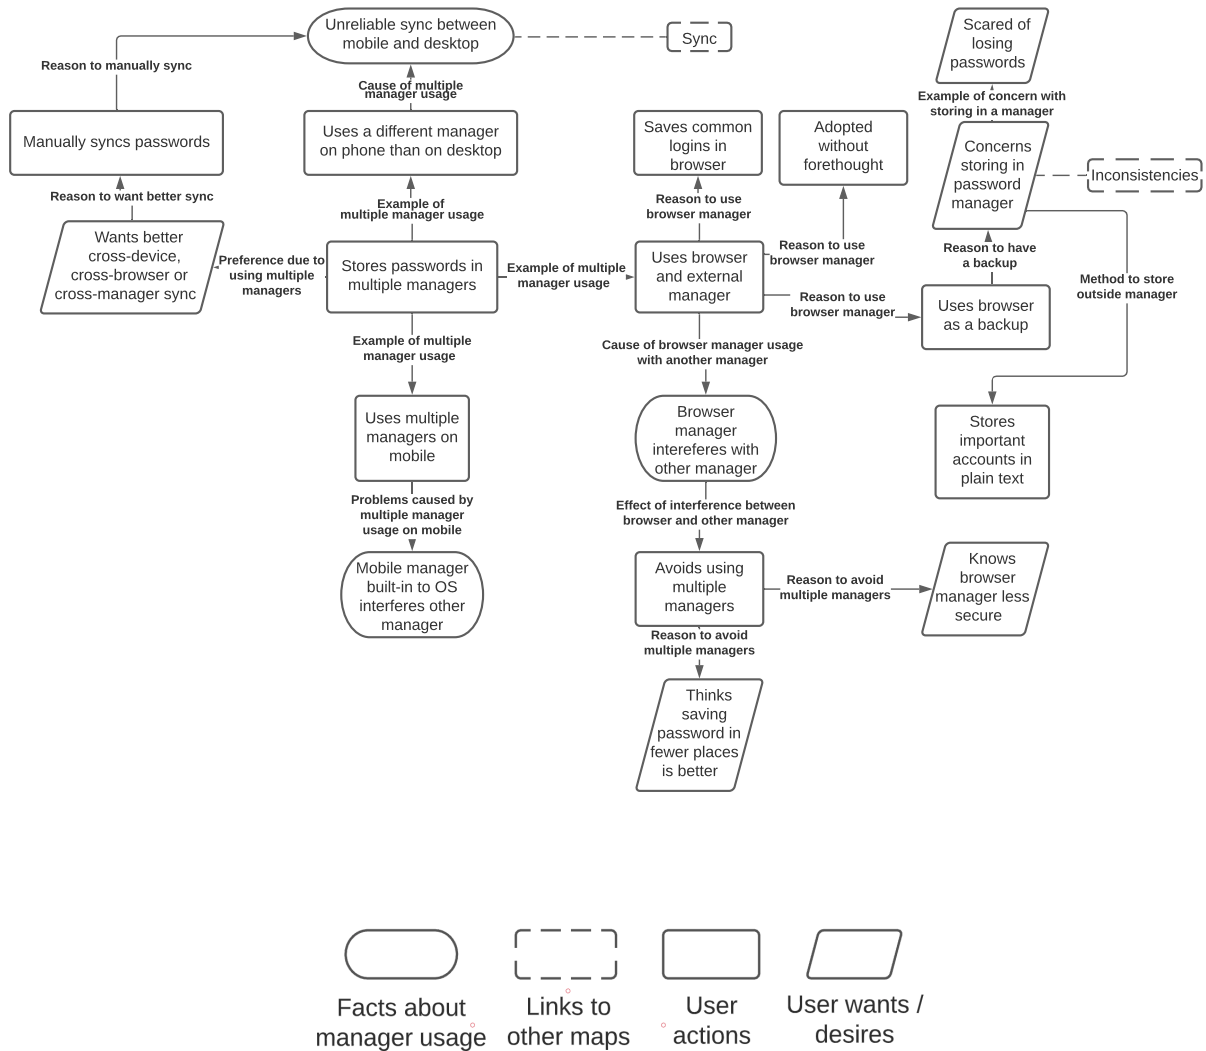 Unreliable sync between
mobile and desktop
Sync
Scared of
losing
passwords
Reason to manually sync
Cause of multiple
manager usage
Example of concern with
storing in a manager
Manually syncs passwords
Uses a different manager
on phone than on desktop
Saves common
logins in
browser
Adopted
without
forethought
Concerns
storing in
password
manager
Inconsistencies
Reason to want better sync
Example of
multiple manager usage
Reason to use
browser manager
Wants better
cross-device,
cross-browser or
cross-manager sync
Preference due to
using multiple
managers
Stores passwords in
multiple managers
Example of multiple
manager usage
Uses browser
and external
manager
Reason to use
browser manager
Reason to use
browser manager
Reason to have
a backup
Uses browser
as a backup
Method to store
outside manager
Example of multiple
manager usage
Cause of browser manager usage
with another manager
Uses multiple
managers on
mobile
Browser
manager
intereferes with
other manager
Stores
important
accounts in
plain text
Problems caused by
multiple manager
usage on mobile
Effect of interference between
browser and other manager
Mobile manager
built-in to OS
interferes other
manager
Avoids using
multiple
managers
Reason to avoid
multiple managers
Knows
browser
manager less
secure
Reason to avoid
multiple managers
Thinks
saving
password in
fewer places
is better
Facts about
manager usage
Links to
other maps
User
actions
User wants /
desires